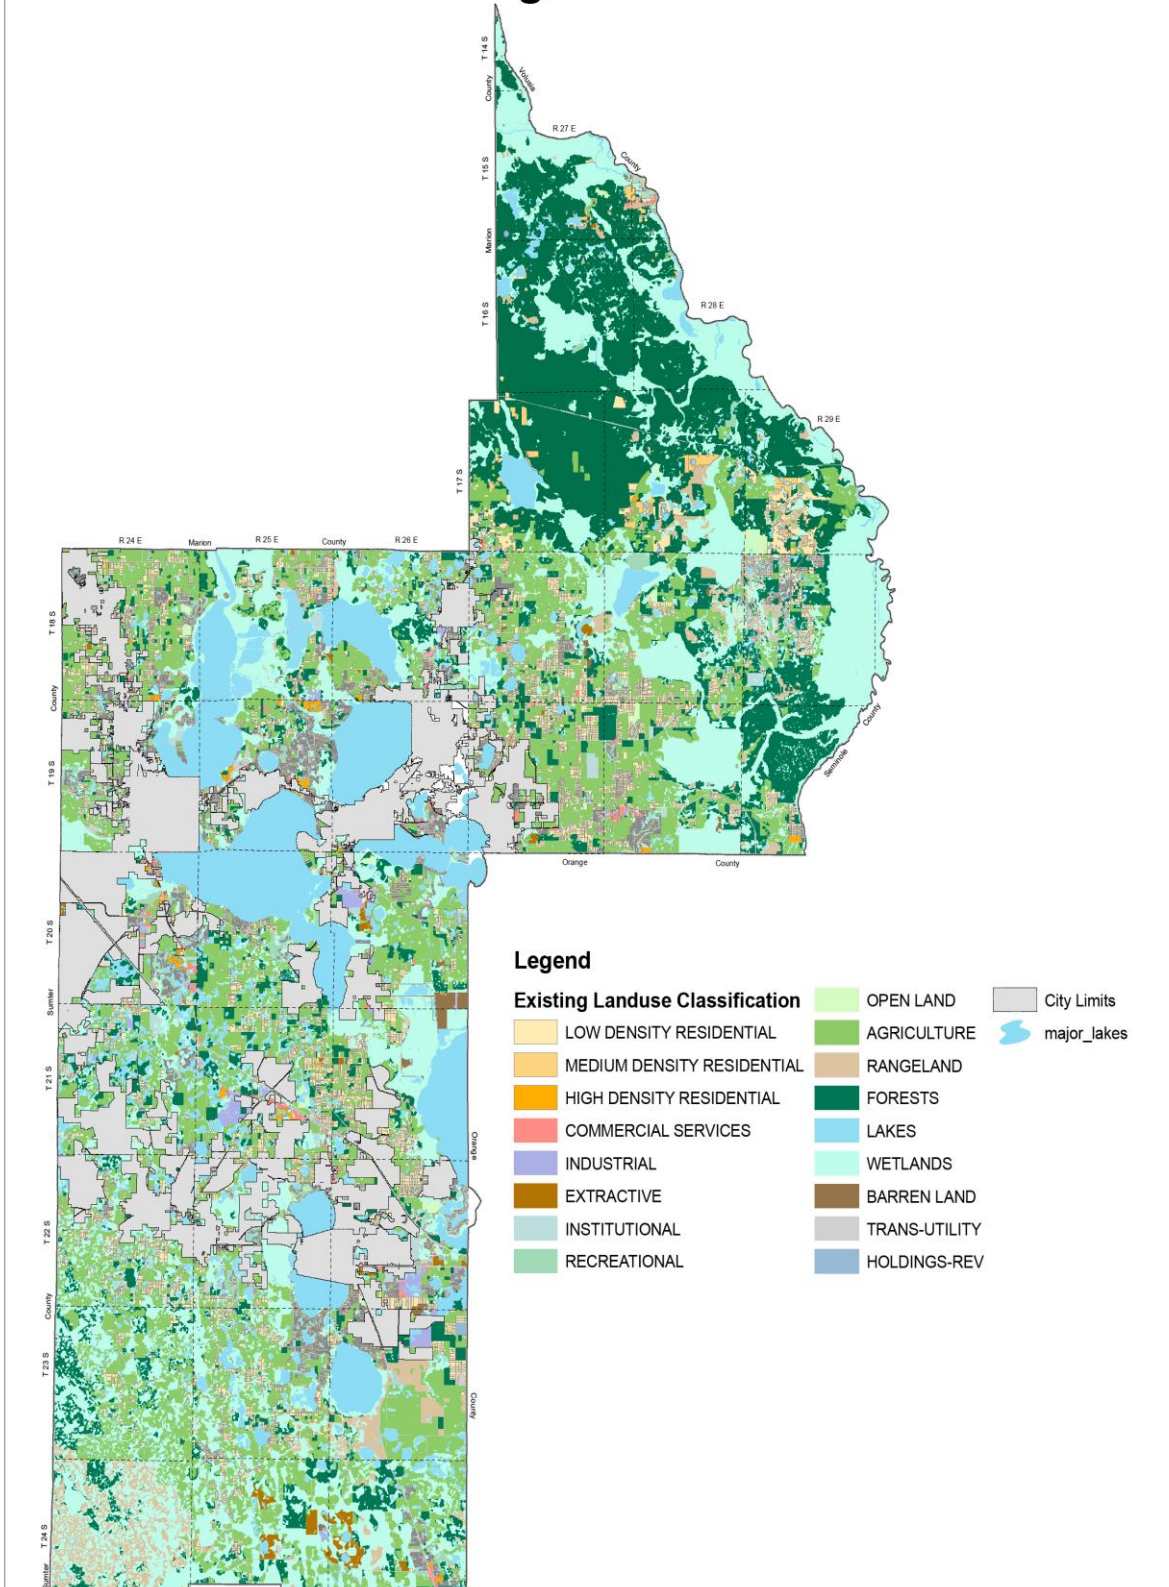 g
T 14 S
County
Volusia
R 27 E
County
T 15 S
Marion
R 28 E
T 16 S
R 29 E
T 17 S
R 24 E
Marion
R 25 E
County
R 26 E
T 18 S
County
County
Seminole
T 19 S
Orange
County
T 20 S
Sumter
T 21 S
Orange
T 22 S
County
T 23 S
County
T 24 S
Legend
Existing Landuse Classification
LOW DENSITY RESIDENTIAL
MEDIUM DENSITY RESIDENTIAL
HIGH DENSITY RESIDENTIAL
COMMERCIAL SERVICES
INDUSTRIAL
EXTRACTIVE
INSTITUTIONAL
RECREATIONAL
OPEN LAND
AGRICULTURE
RANGELAND
FORESTS
LAKES
WETLANDS
BARREN LAND
TRANS-UTILITY
HOLDINGS-REV
City Limits
major_lakes